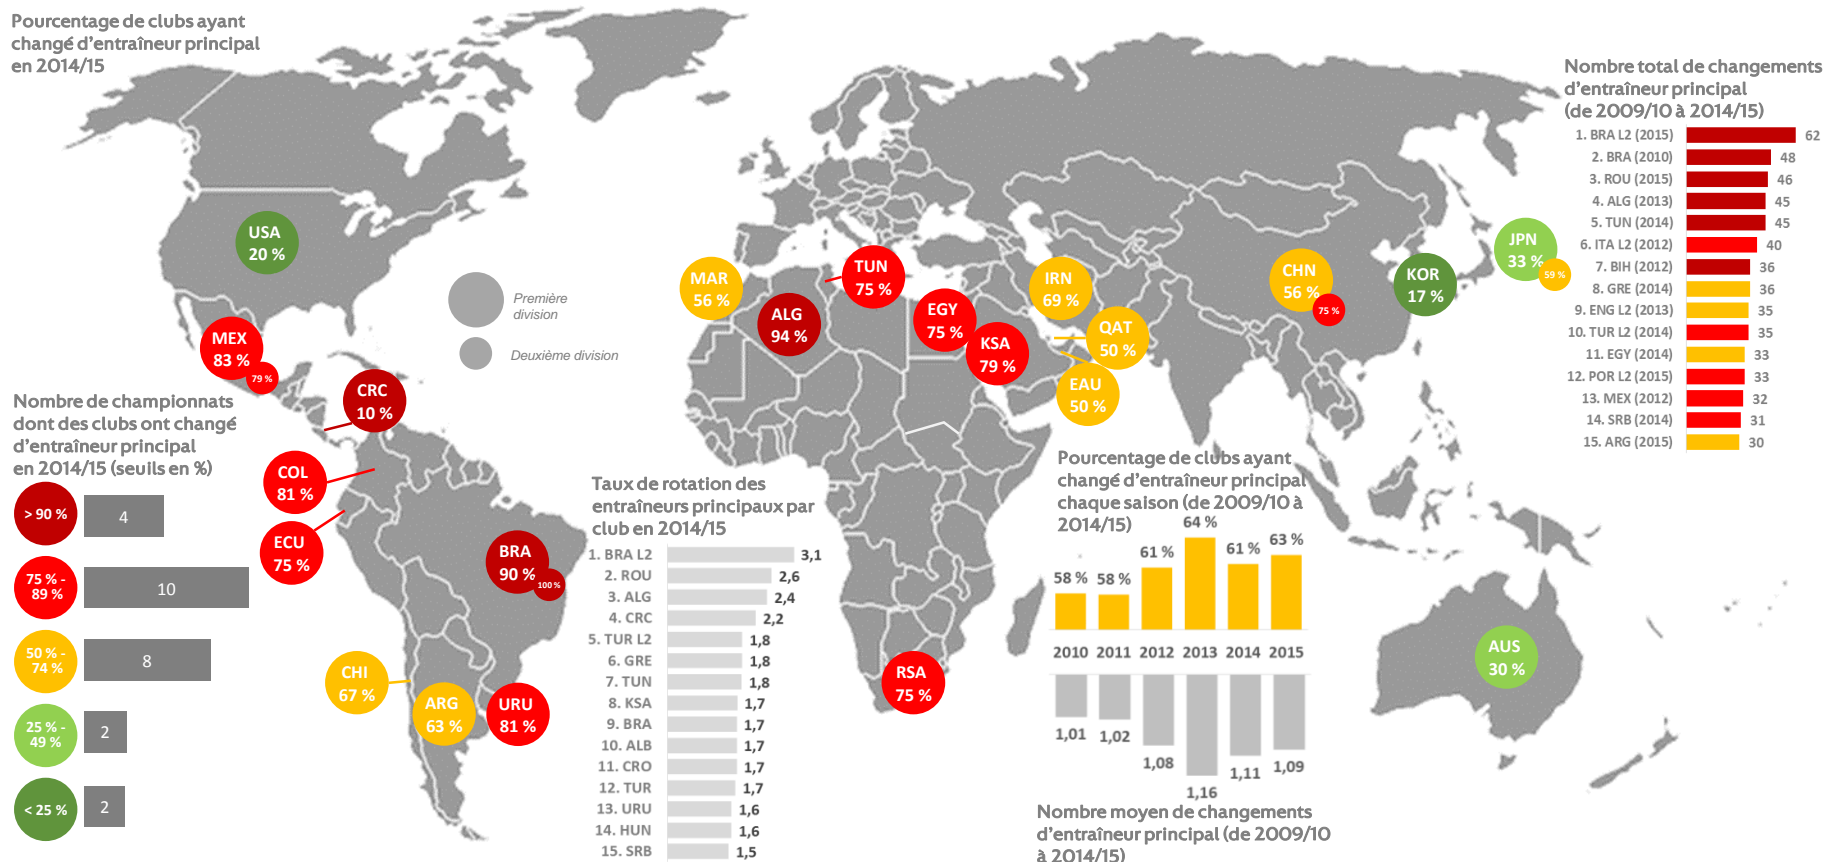 Pourcentage de clubs ayant
changé d'entraîneur principal
en 2014/15
USA
20 %
MEX
83 %
79 %
CRC
10 %
COL
81 %
ECU
75 %
BRA
90 %
100 %
CHI
67 %
ARG
63 %
URU
81 %
Première
division
Deuxième division
MAR
56 %
ALG
94 %
TUN
75 %
EGY
75 %
KSA
79 %
IRN
69 %
QAT
50 %
EAU
50 %
RSA
75 %
CHN
56 %
75 %
KOR
17 %
JPN
33 %
59 %
AUS
30 %
Nombre de championnats
dont des clubs ont changé
d'entraîneur principal
en 2014/15 (seuils en %)
> 90 %
4
75 % -
89 %
10
50 % -
74 %
8
25 % -
49 %
2
< 25 %
2
Taux de rotation des
entraîneurs principaux par
club en 2014/15
1. BRA L2 3,1
2. ROU 2,6
3. ALG 2,4
4. CRC 2,2
5. TUR L2 1,8
6. GRE 1,8
7. TUN 1,8
8. KSA 1,7
9. BRA 1,7
10. ALB 1,7
11. CRO 1,7
12. TUR 1,7
13. URU 1,6
14. HUN 1,6
15. SRB 1,5
Pourcentage de clubs ayant
changé d'entraîneur principal
chaque saison (de 2009/10 à
2014/15)
58 % 58 % 61 % 64 % 61 % 63 %
2010 2011 2012 2013 2014 2015
1,01 1,02 1,08 1,16 1,11 1,09
Nombre moyen de changements
d'entraîneur principal (de 2009/10
à 2014/15)
Nombre total de changements
d'entraîneur principal
(de 2009/10 à 2014/15)
1. BRA L2 (2015) 62
2. BRA (2010) 48
3. ROU (2015) 46
4. ALG (2013) 45
5. TUN (2014) 45
6. ITA L2 (2012) 40
7. BIH (2012) 36
8. GRE (2014) 36
9. ENG L2 (2013) 35
10. TUR L2 (2014) 35
11. EGY (2014) 33
12. POR L2 (2015) 33
13. MEX (2012) 32
14. SRB (2014) 31
15. ARG (2015) 30